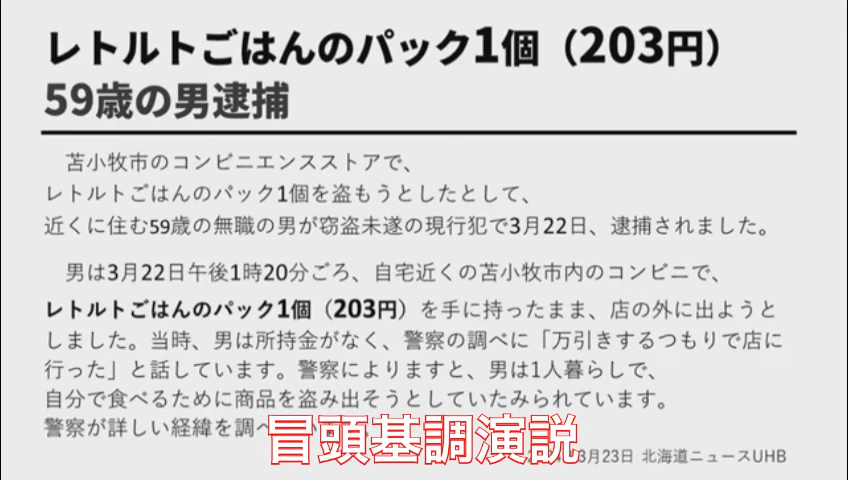 レトルトごはんのパック1個（203円）
59歳の男逮捕
苫小牧市のコンビニエンスストアで、
レトルトごはんのパック1個を盗もうとしたとして、
近くに住む59歳の無職の男が窃盗未遂の現行犯で3月22日、逮捕されました。
男は3月22日午後1時20分ごろ、自宅近くの苫小牧市内のコンビニで、
レトルトごはんのパック1個（203円）を手に持ったまま、店の外に出ようと
しました。当時、男は所持金がなく、警察の調べに「万引きするつもりで店に
行った」と話しています。警察によりますと、男は1人暮らしで、
自分で食べるために商品を盗み出そうとしていたみられています。
警察が詳しい経緯を調べ
冒頭基調演説
3月23日 北海道ニュースUHB